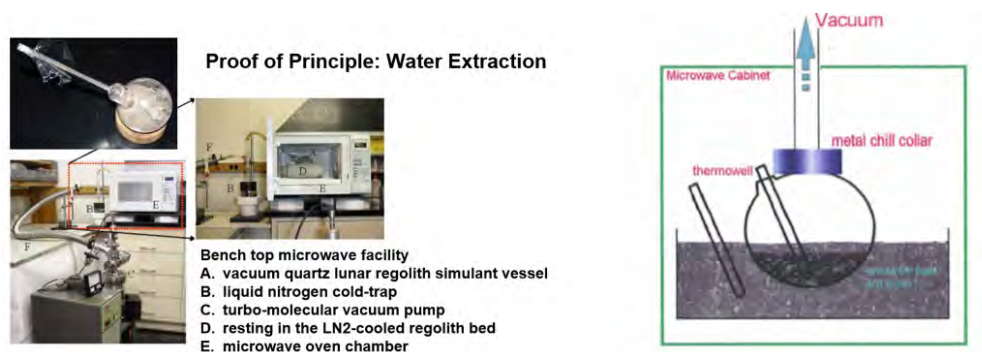 Proof of Principle: Water Extraction
F
B
D
E
B
E
F
C
Bench top microwave facility
A. vacuum quartz lunar regolith simulant vessel
B. liquid nitrogen cold-trap
C. turbo-molecular vacuum pump
D. resting in the LN2-cooled regolith bed
E. microwave oven chamber
Vacuum
Microwave Cabinet
metal chill collar
thermowell